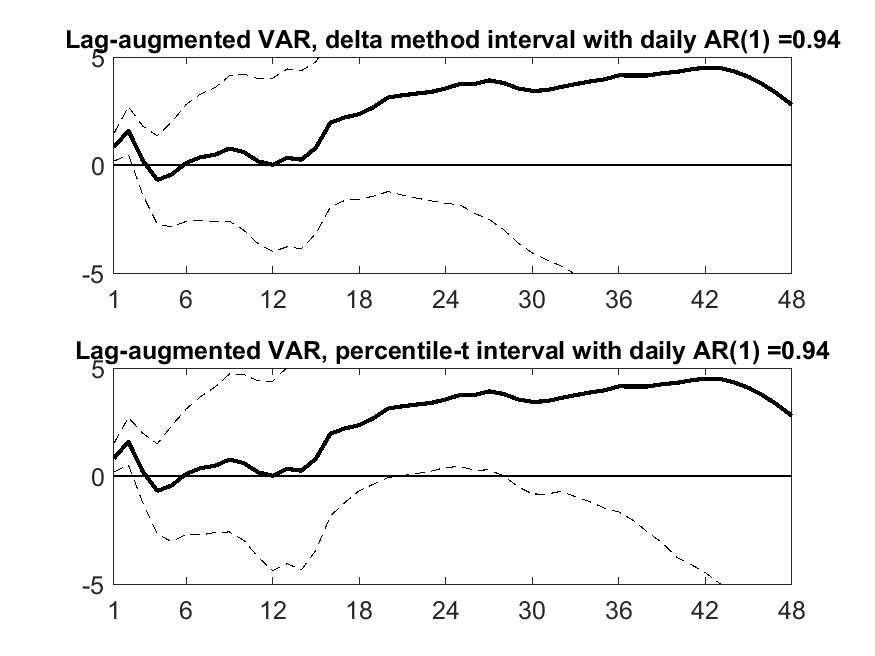 Lag-augmented VAR, delta method interval with daily AR(1) =0.94
5
0
-5
1 6 12 18 24 30 36 42 48
Lag-augmented VAR, percentile-t interval with daily AR(1) =0.94
5
0
-5
1 6 12 18 24 30 36 42 48